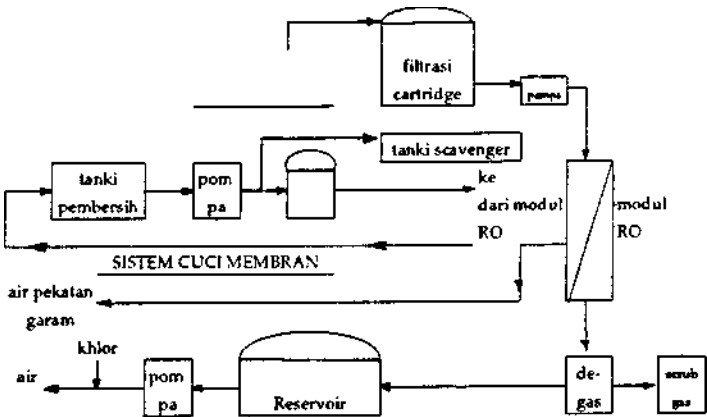 filtrasi
cartridge
pompa
tanki scavenger
tanki
pembersih
pom
pa
ke
dari modul
RO
modul
RO
SISTEM CUCI MEMBRAN
air pekatan
garam
khlor
air
pom
pa
Reservoir
de-
gas
scrub
gas